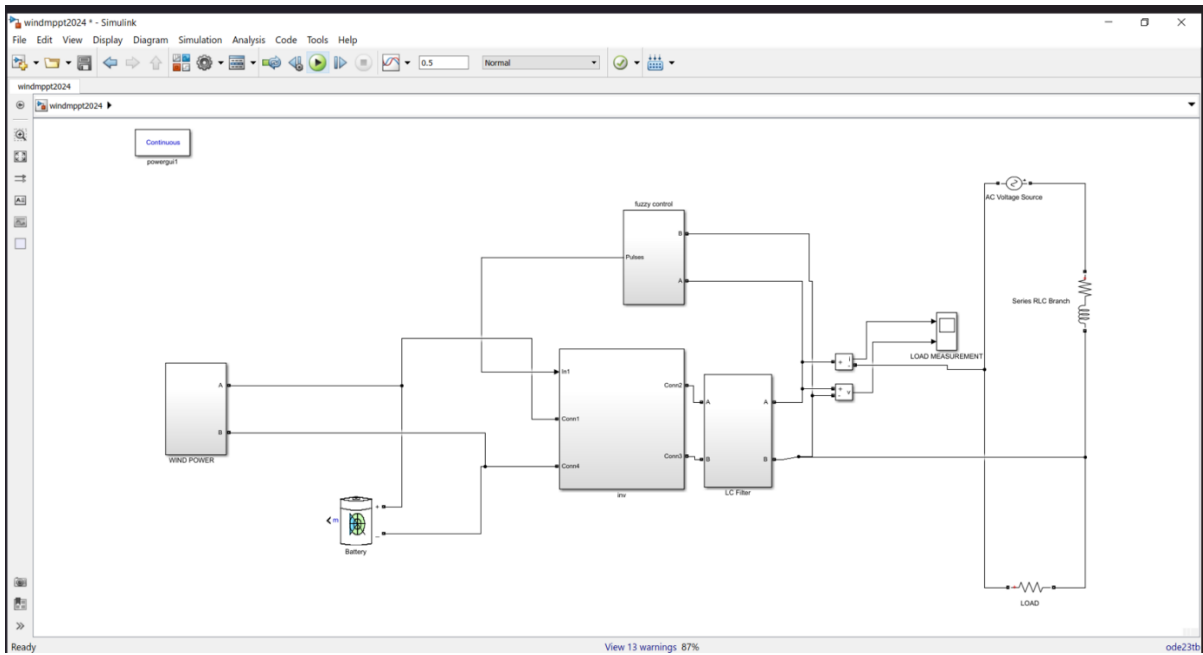 windmppt2024 * - Simulink
File Edit View Display Diagram Simulation Analysis Code Tools Help
0.5 Normal
windmppt2024
windmppt2024
Continuous
powergui1
AC Voltage Source
fuzzy control
B
Pulses
A
Series RLC Branch
LOAD MEASUREMENT
+ i
-
+ v
-
In1
Conn1
Conn4
Conn2
Conn3
inv
A A
B B
LC Filter
A
B
WIND POWER
m
+
-
Battery
LOAD
Ready View 13 warnings 87% ode23tb